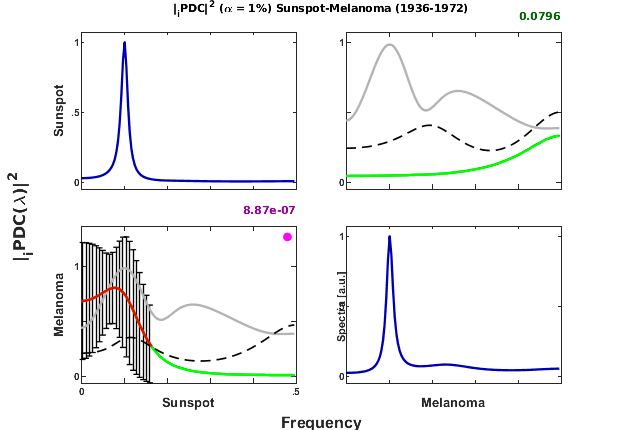 |ᵢPDC|² (α = 1%) Sunspot-Melanoma (1936-1972)
0.0796
1
.5
0
Sunspot
1
0
8.87e-07
|ᵢPDC(λ)|²
1
0
Melanoma
0
.5
Sunspot
1
0
Spectra [a.u.]
Melanoma
Frequency